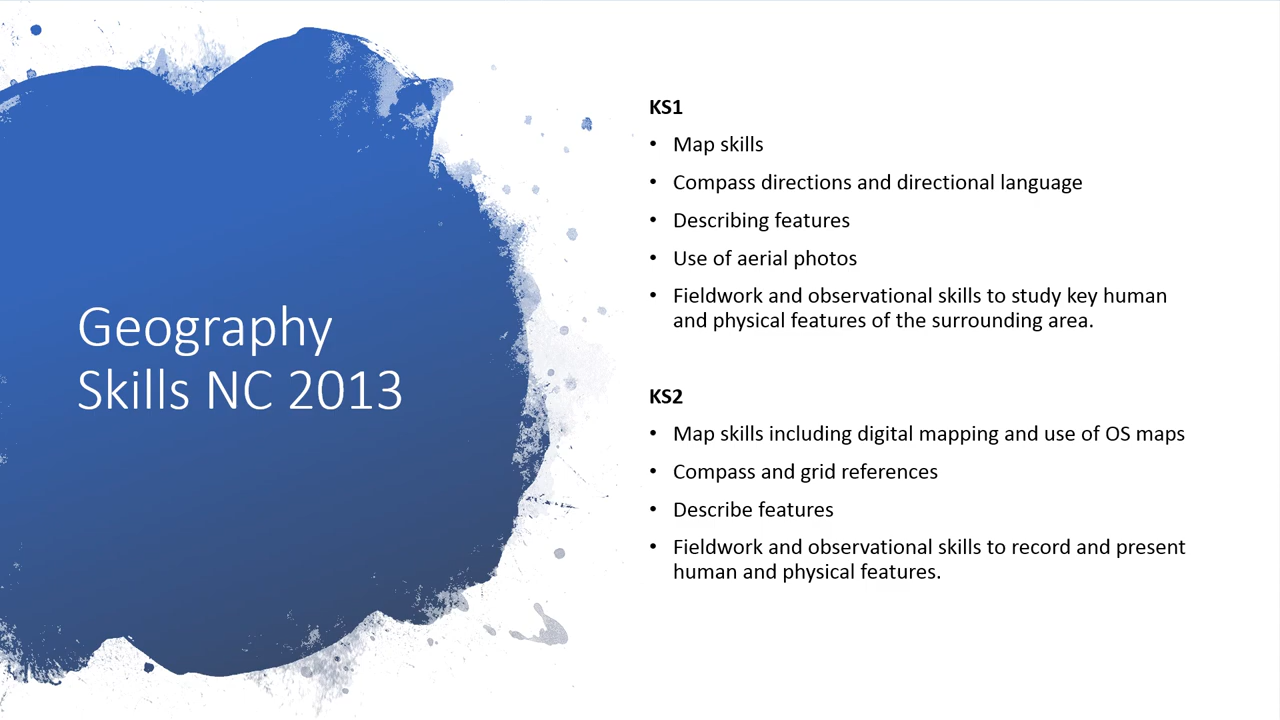 Geography
Skills NC 2013
KS1
• Map skills
• Compass directions and directional language
• Describing features
• Use of aerial photos
• Fieldwork and observational skills to study key human
and physical features of the surrounding area.
KS2
• Map skills including digital mapping and use of OS maps
• Compass and grid references
• Describe features
• Fieldwork and observational skills to record and present
human and physical features.